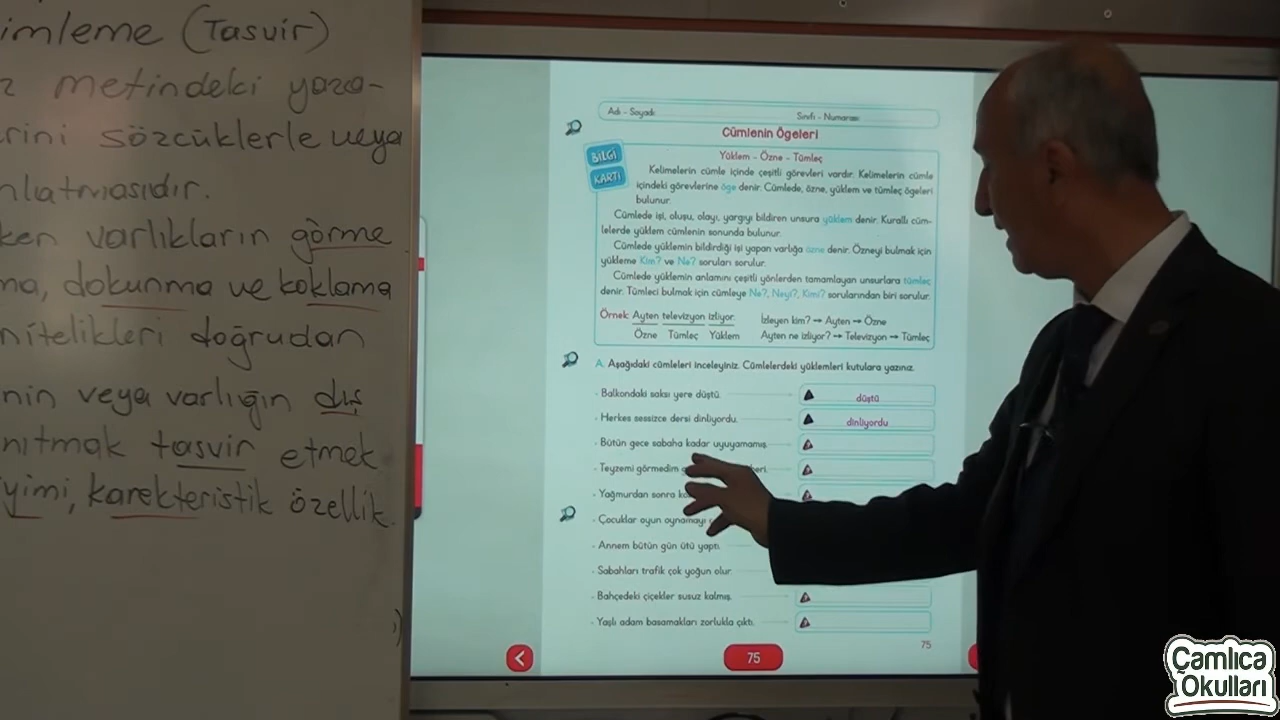 imleme (Tasvir)
z metindeki yaza-
rini sözcüklerle veya
nlatmasıdır.
ken varlıkların görme
ma, dokunma ve koklama
nitelikleri doğrudan
nin veya varlığın dış
nıtmak tasvir etmek
iyimi, karekteristik özellik.
Adı - Soyadı:
Sınıfı - Numarası:
Cümlenin Ögeleri
BİLGİ
KARTI
Yüklem - Özne - Tümleç
Kelimelerin cümle içinde çeşitli görevleri vardır. Kelimelerin cümle
içindeki görevlerine öge denir. Cümlede, özne, yüklem ve tümleç ögeleri
bulunur.
Cümlede işi, oluşu, olayı, yargıyı bildiren unsura yüklem denir. Kurallı cüm-
lelerde yüklem cümlenin sonunda bulunur.
Cümlede yüklemin bildirdiği işi yapan varlığa özne denir. Özneyi bulmak için
yükleme Kim? ve Ne? soruları sorulur.
Cümlede yüklemin anlamını çeşitli yönlerden tamamlayan unsurlara tümleç
denir. Tümleci bulmak için cümleye Ne?, Neyi?, Kimi? sorularından biri sorulur.
Örnek: Ayten televizyon izliyor. İzleyen kim? → Ayten → Özne
Özne Tümleç Yüklem Ayten ne izliyor? → Televizyon → Tümleç
A. Aşağıdaki cümleleri inceleyiniz. Cümlelerdeki yüklemleri kutulara yazınız.
- Balkondaki saksı yere düştü. düştü
- Herkes sessizce dersi dinliyordu. dinliyordu
- Bütün gece sabaha kadar uyuyamamış.
- Teyzemi görmedim beri.
- Yağmurdan sonra
- Çocuklar oyun oynamayı
- Annem bütün gün ütü yaptı.
- Sabahları trafik çok yoğun olur.
- Bahçedeki çiçekler susuz kalmış.
- Yaşlı adam basamakları zorlukla çıktı.
75
75
Çamlıca
Okulları